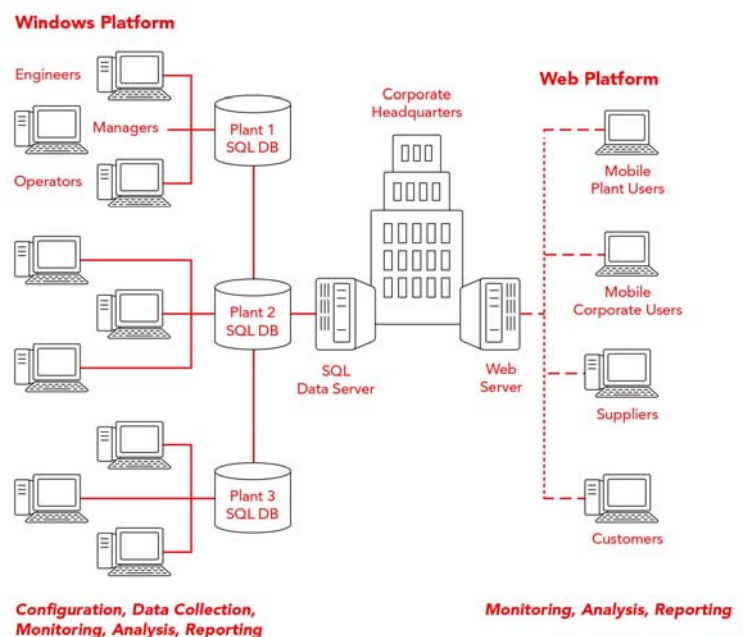 Windows Platform
Engineers
Managers
Operators
Plant 1
SQL DB
Plant 2
SQL DB
Plant 3
SQL DB
Corporate
Headquarters
SQL
Data Server
Web
Server
Web Platform
Mobile
Plant Users
Mobile
Corporate Users
Suppliers
Customers
Configuration, Data Collection,
Monitoring, Analysis, Reporting
Monitoring, Analysis, Reporting